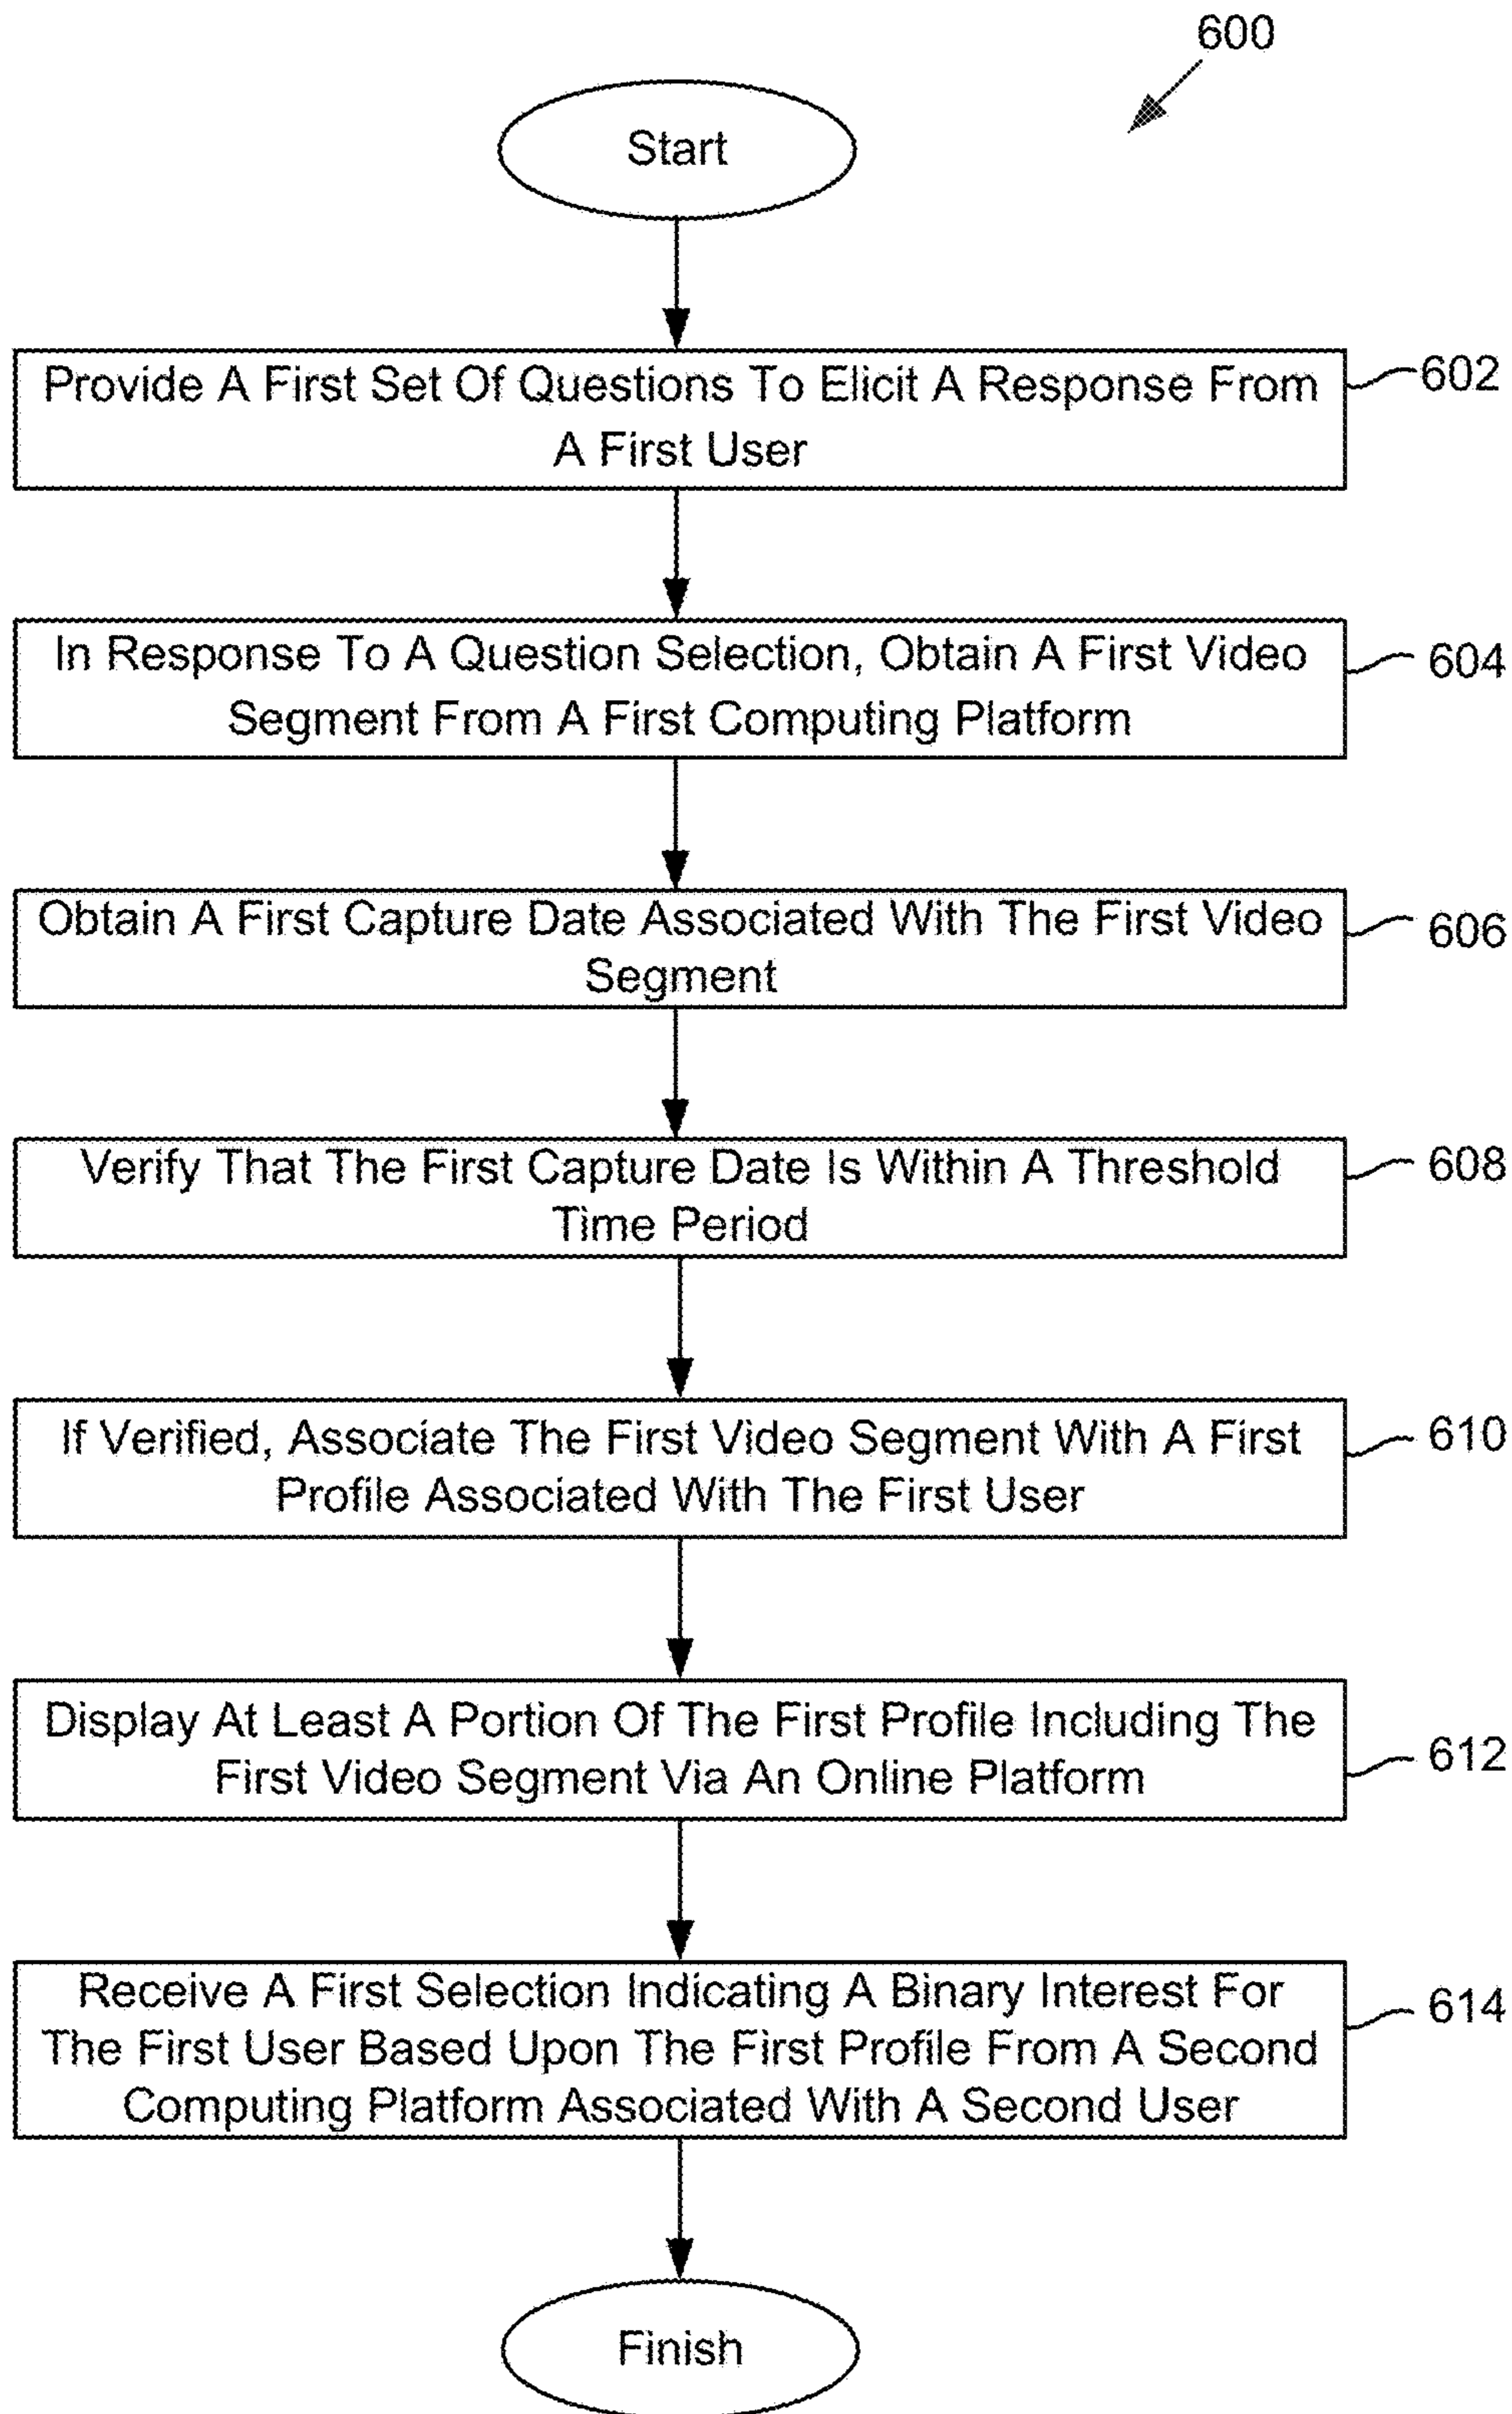 600
Start
Provide A First Set Of Questions To Elicit A Response From
A First User
602
In Response To A Question Selection, Obtain A First Video
Segment From A First Computing Platform
604
Obtain A First Capture Date Associated With The First Video
Segment
606
Verify That The First Capture Date Is Within A Threshold
Time Period
608
If Verified, Associate The First Video Segment With A First
Profile Associated With The First User
610
Display At Least A Portion Of The First Profile Including The
First Video Segment Via An Online Platform
612
Receive A First Selection Indicating A Binary Interest For
The First User Based Upon The First Profile From A Second
Computing Platform Associated With A Second User
614
Finish